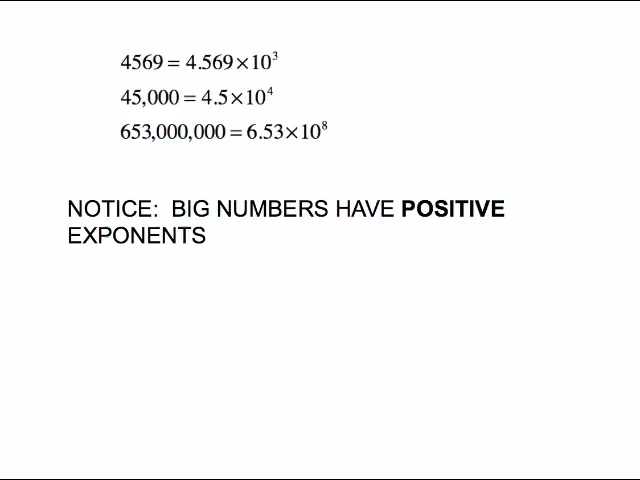 4569 = 4.569×10³
45,000 = 4.5×10⁴
653,000,000 = 6.53×10⁸
NOTICE:  BIG NUMBERS HAVE POSITIVE
EXPONENTS